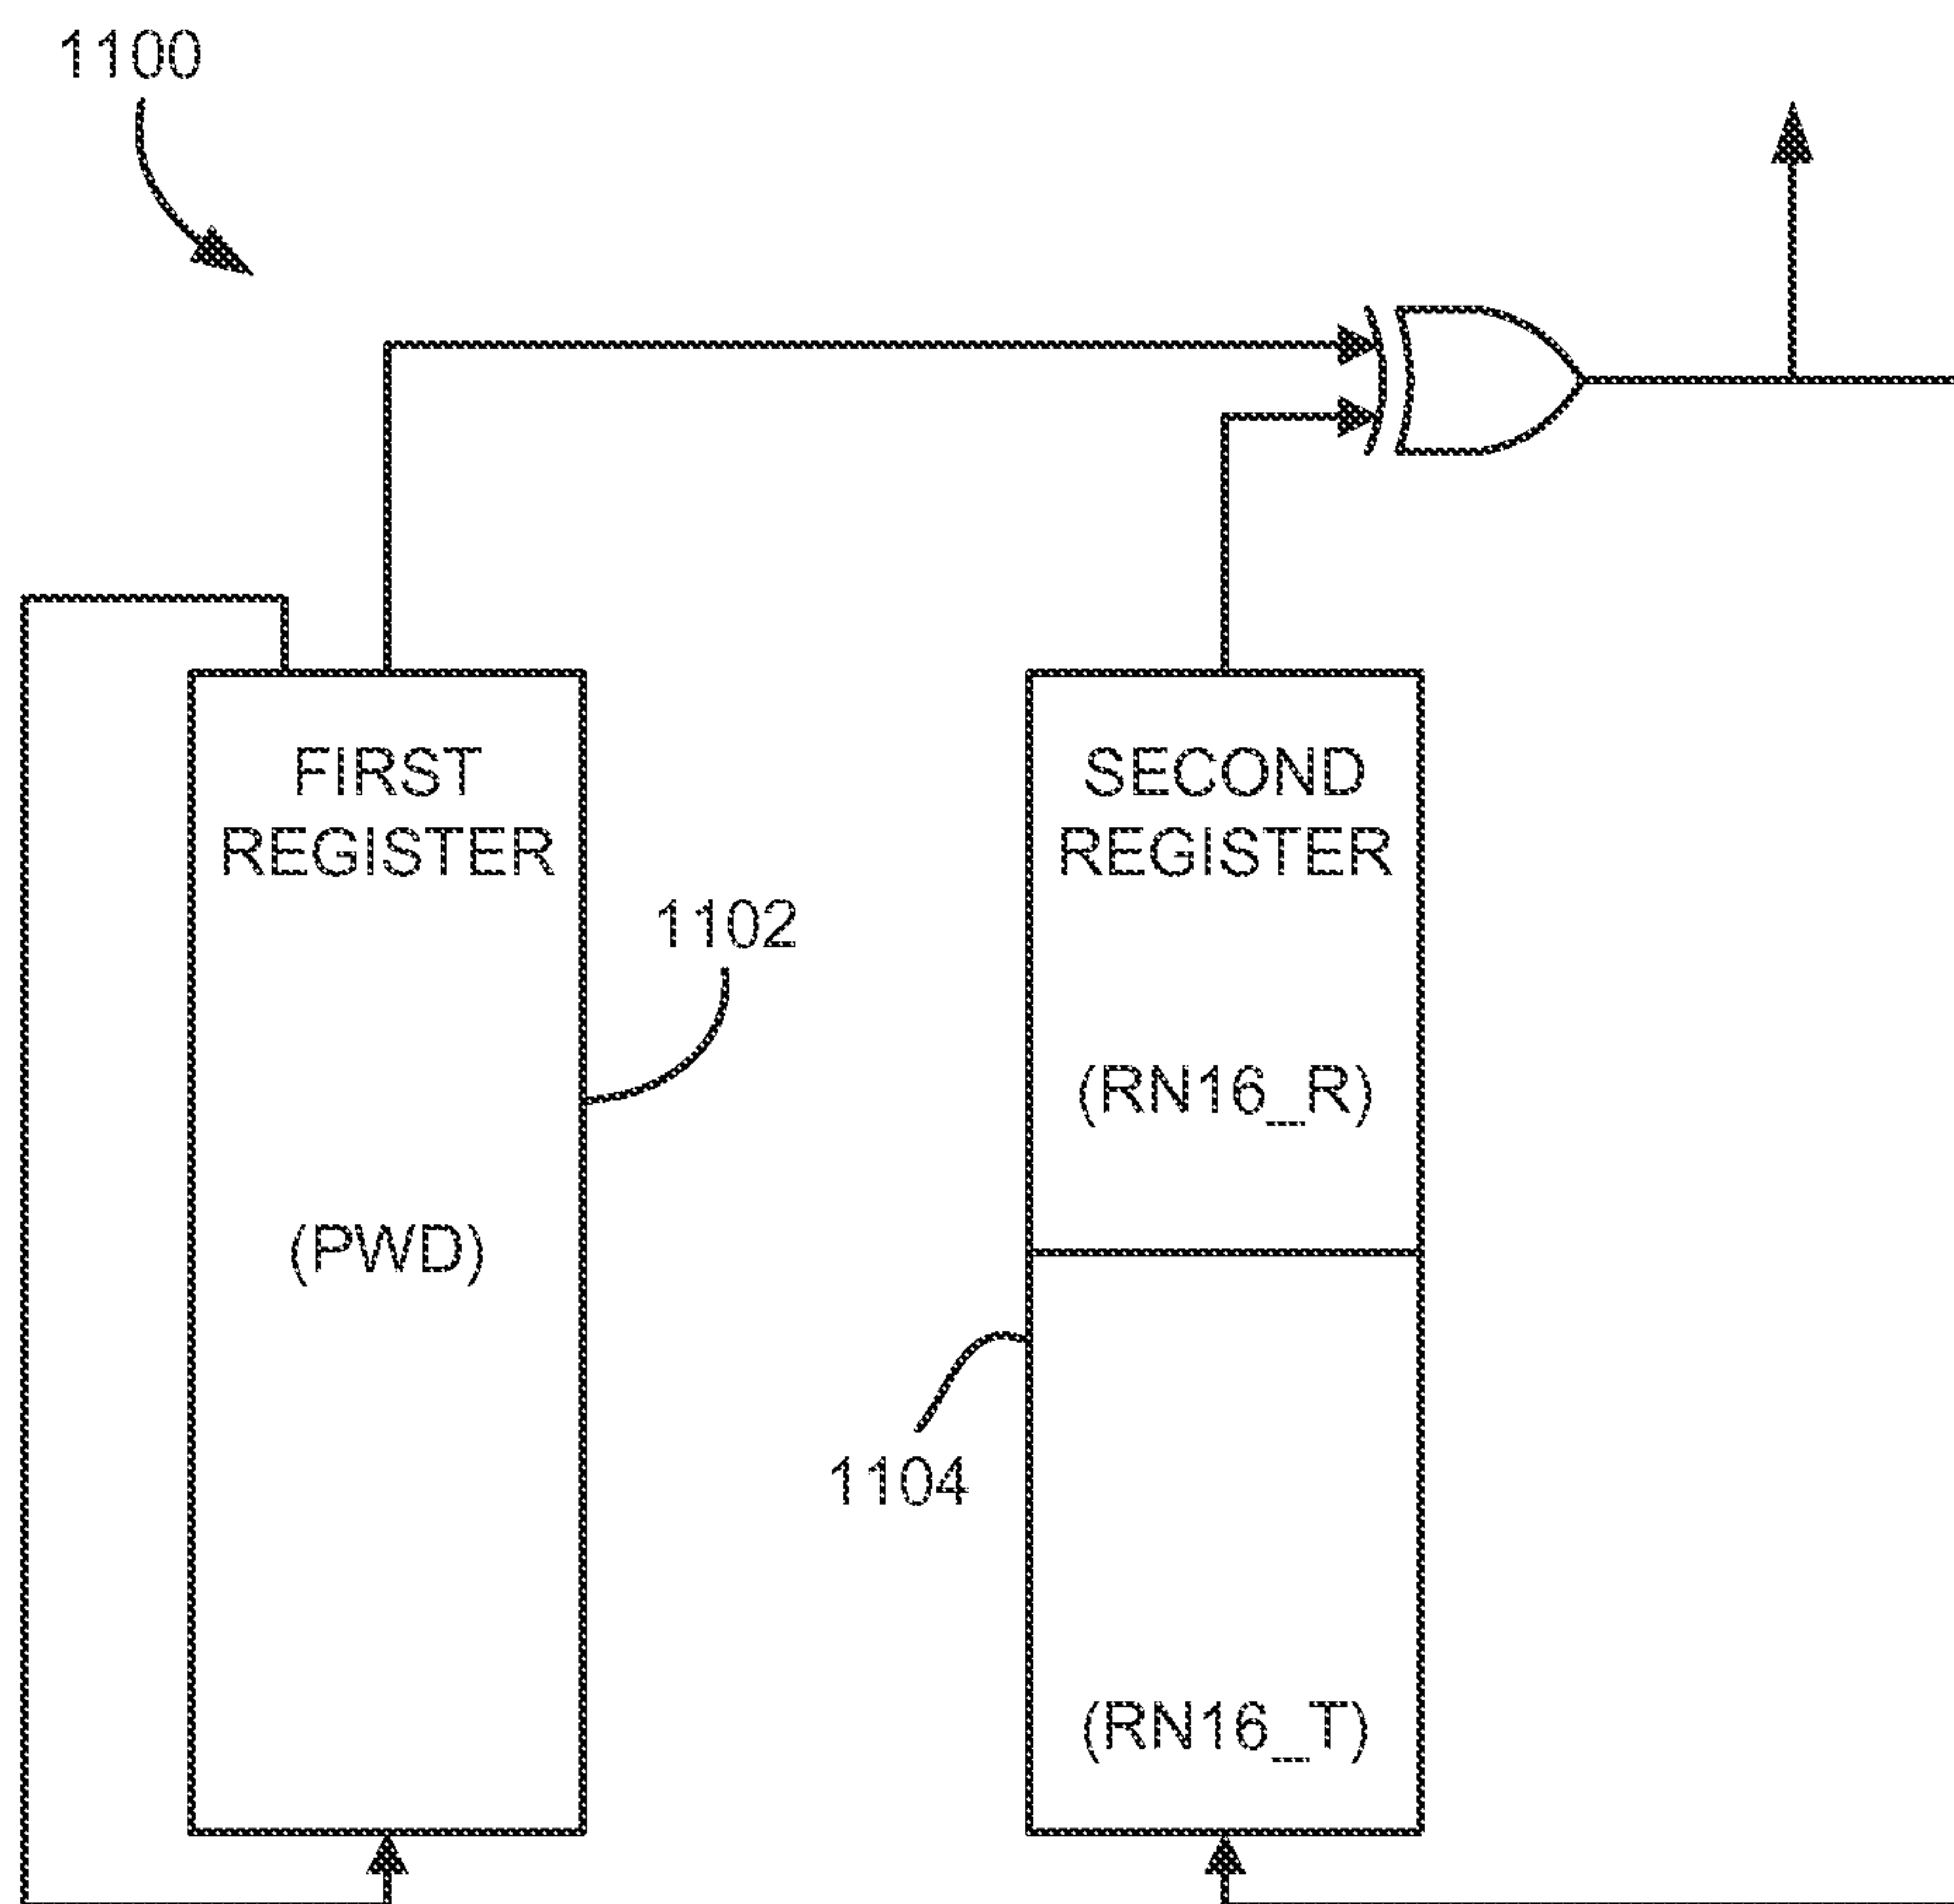 1100
FIRST
REGISTER
(PWD)
1102
SECOND
REGISTER
(RN16_R)
1104
(RN16_T)